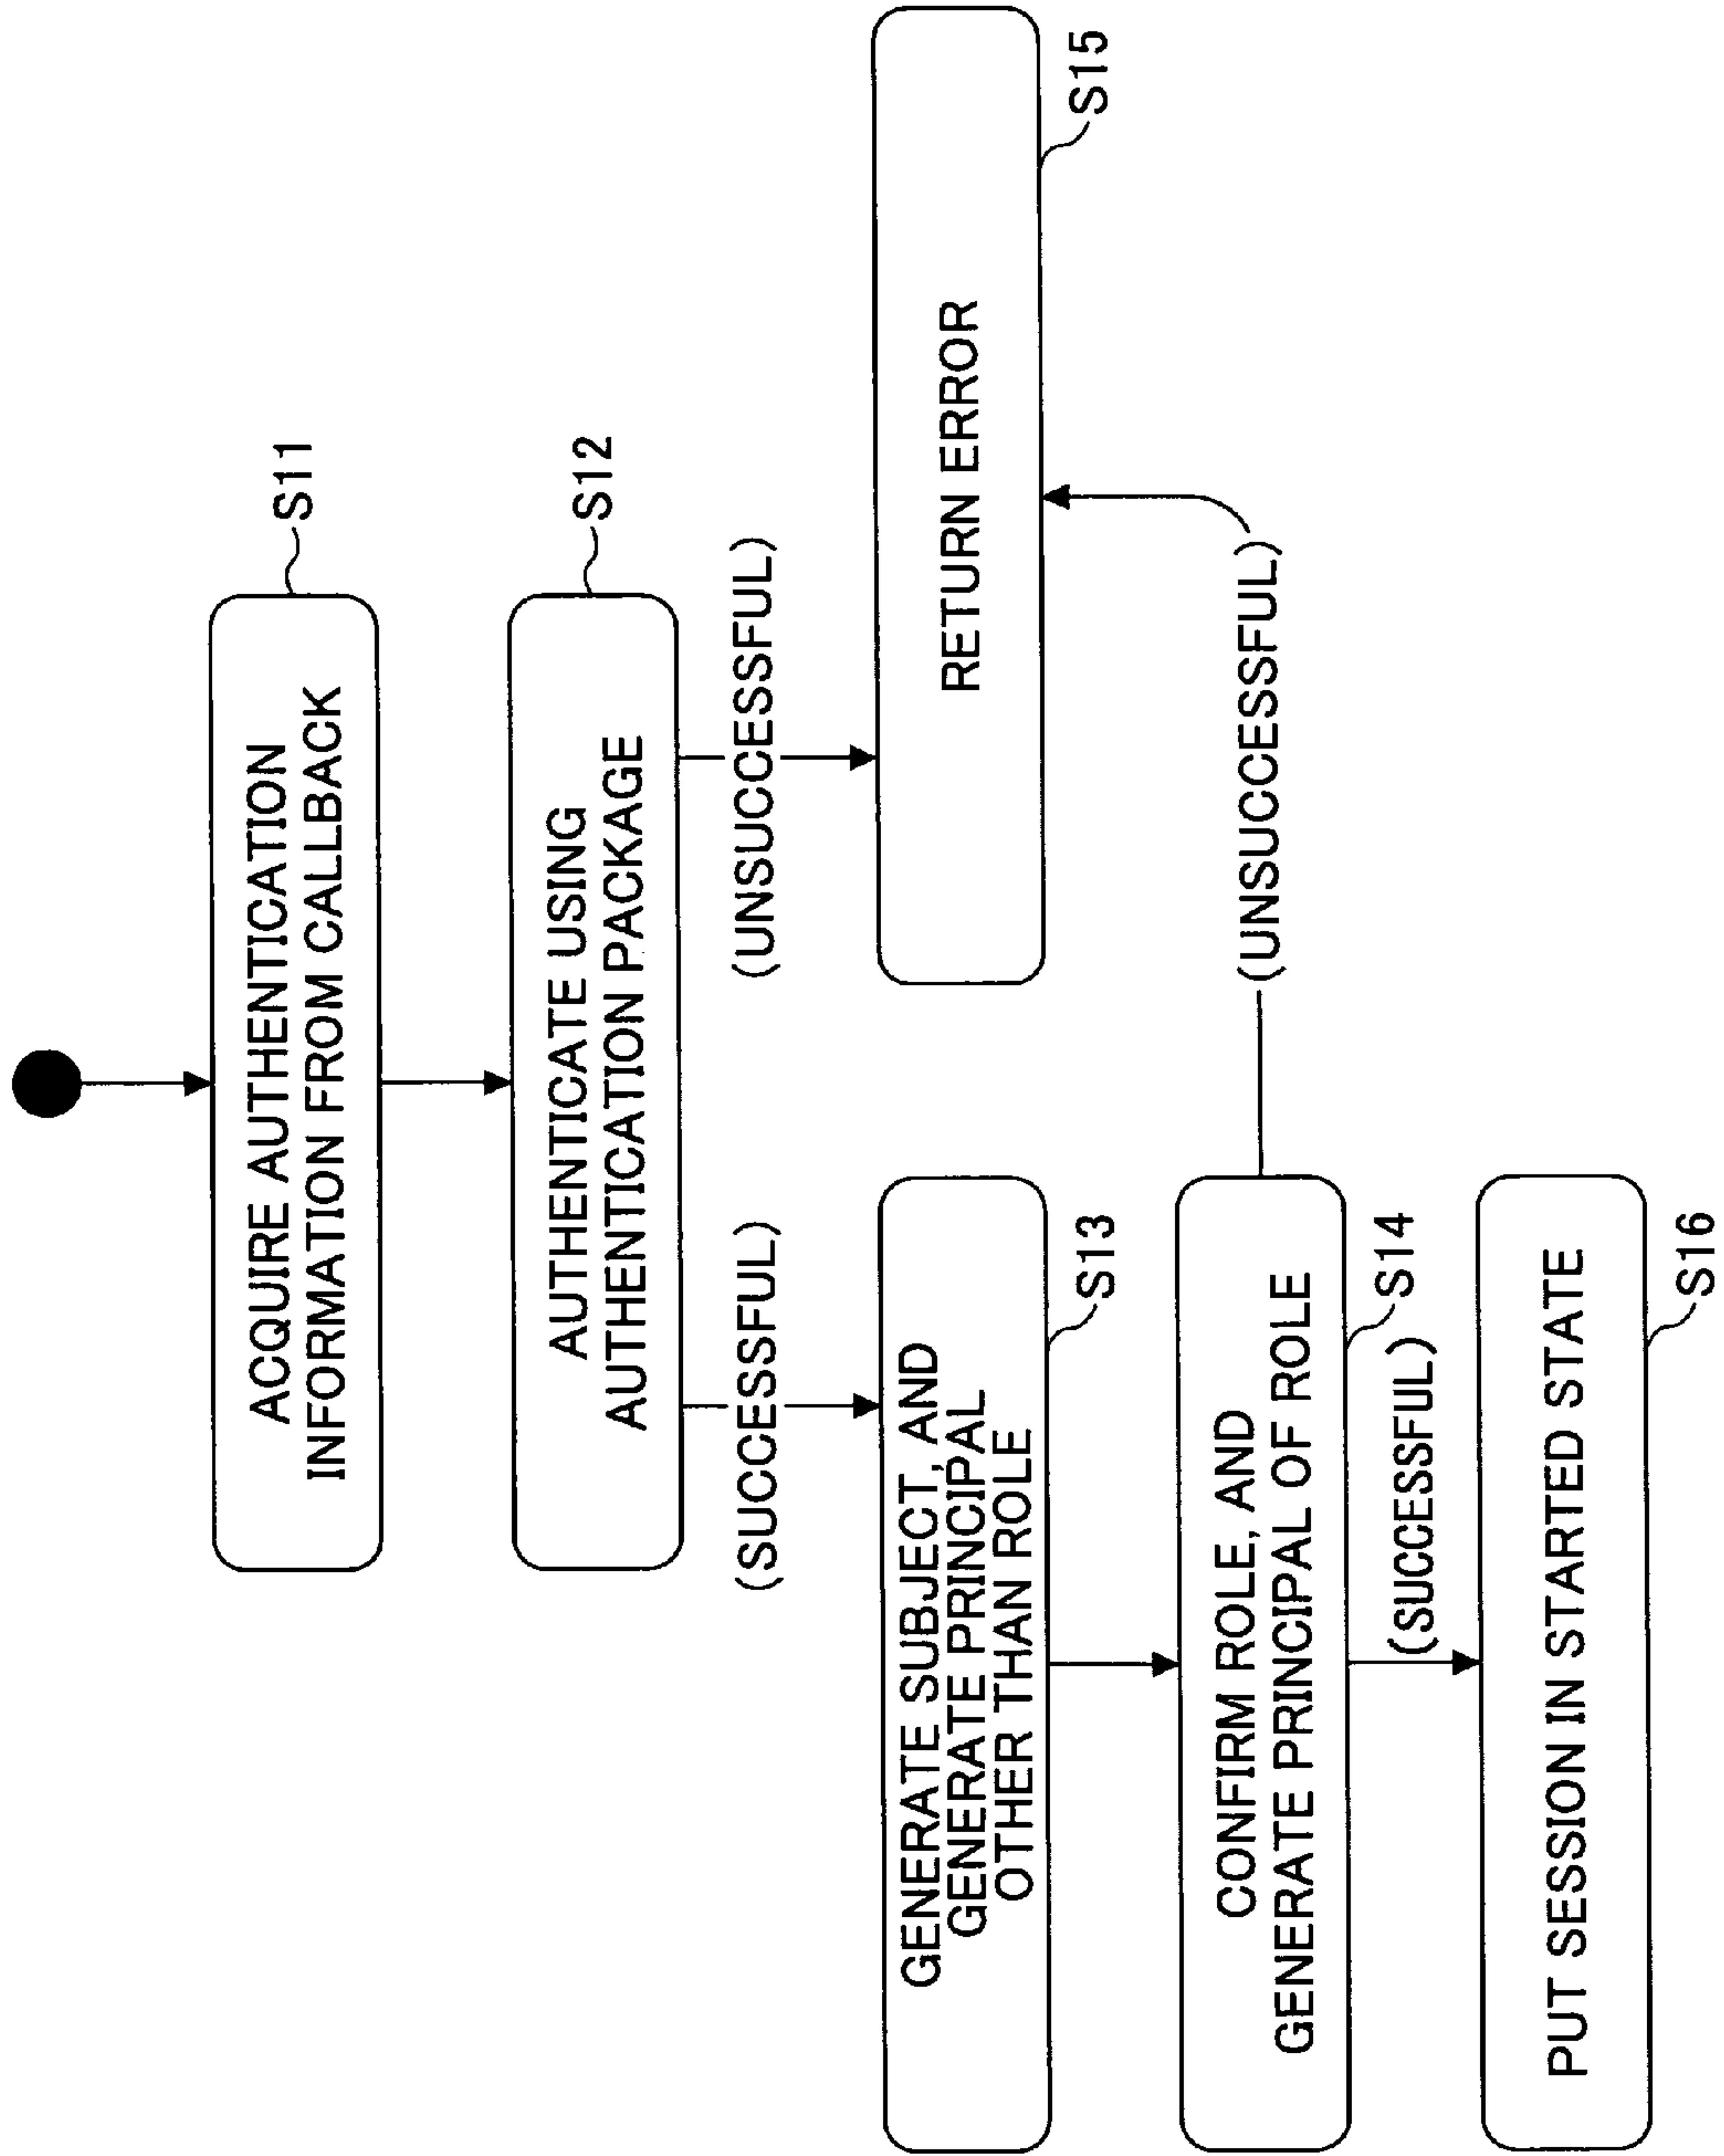 ACQUIRE AUTHENTICATION
INFORMATION FROM CALLBACK
S11
AUTHENTICATE USING
AUTHENTICATION PACKAGE
S12
(SUCCESSFUL)
(UNSUCCESSFUL)
GENERATE SUBJECT, AND
GENERATE PRINCIPAL
OTHER THAN ROLE
S13
RETURN ERROR
S15
CONFIRM ROLE, AND
GENERATE PRINCIPAL OF ROLE
S14
(UNSUCCESSFUL)
(SUCCESSFUL)
PUT SESSION IN STARTED STATE
S16